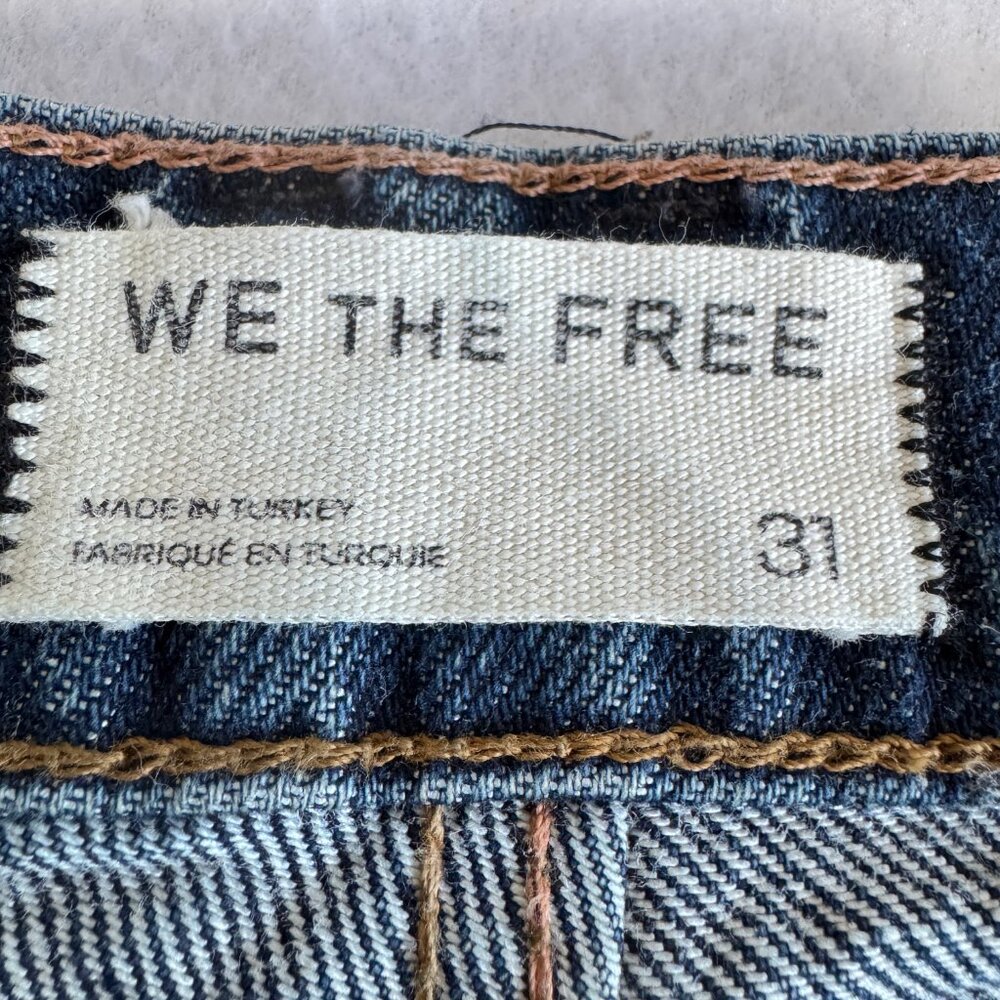 WE THE FREE
MADE IN TURKEY
FABRIQUÉ EN TURQUIE
31